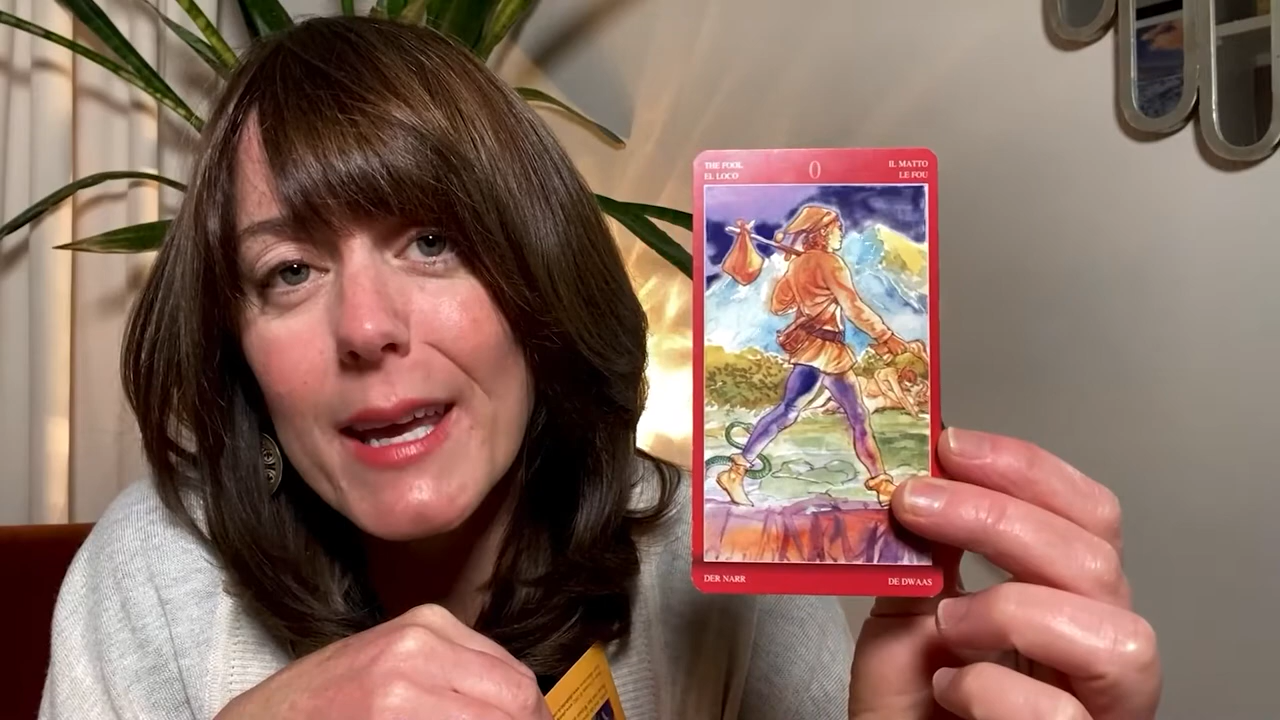 THE FOOL
EL LOCO
0
IL MATTO
LE FOU
DER NARR
DE DWAAS